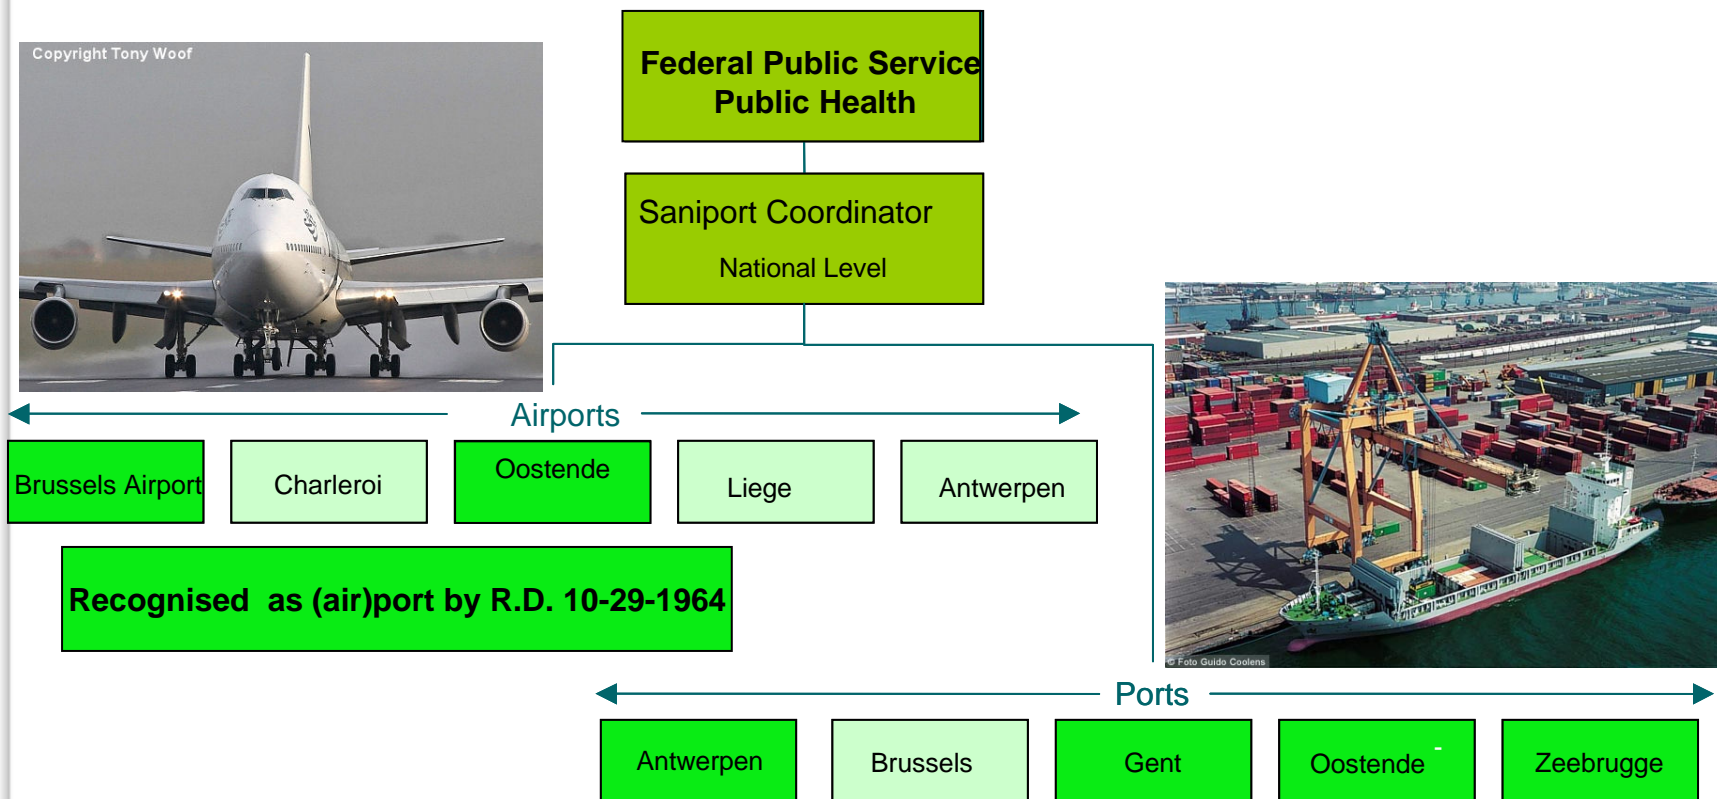 Copyright Tony Woof
Federal Public Service
Public Health
Saniport Coordinator
National Level
Airports
Brussels Airport
Charleroi
Oostende
Liege
Antwerpen
Recognised as (air)port by R.D. 10-29-1964
© Foto Guido Coolens
Ports
Antwerpen
Brussels
Gent
Oostende -
Zeebrugge